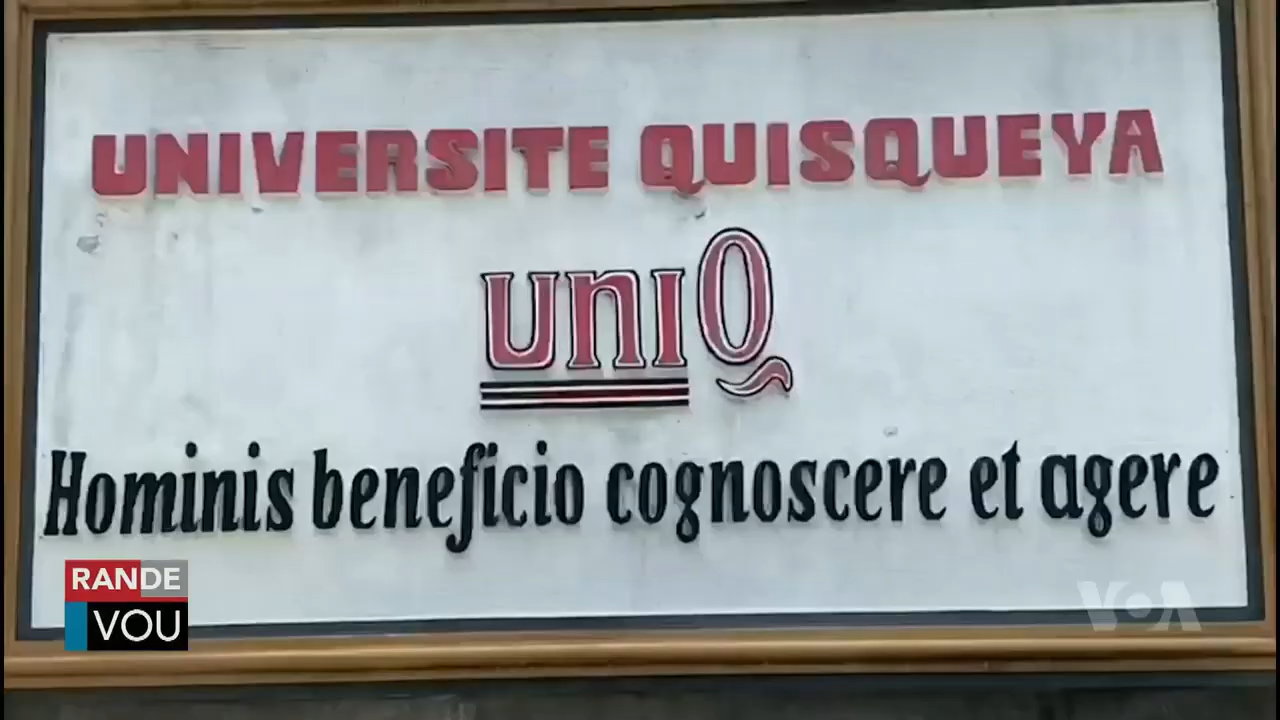 UNIVERSITE QUISQUEYA
uniQ
Hominis beneficio cognoscere et agere
RANDE
VOU
VOA